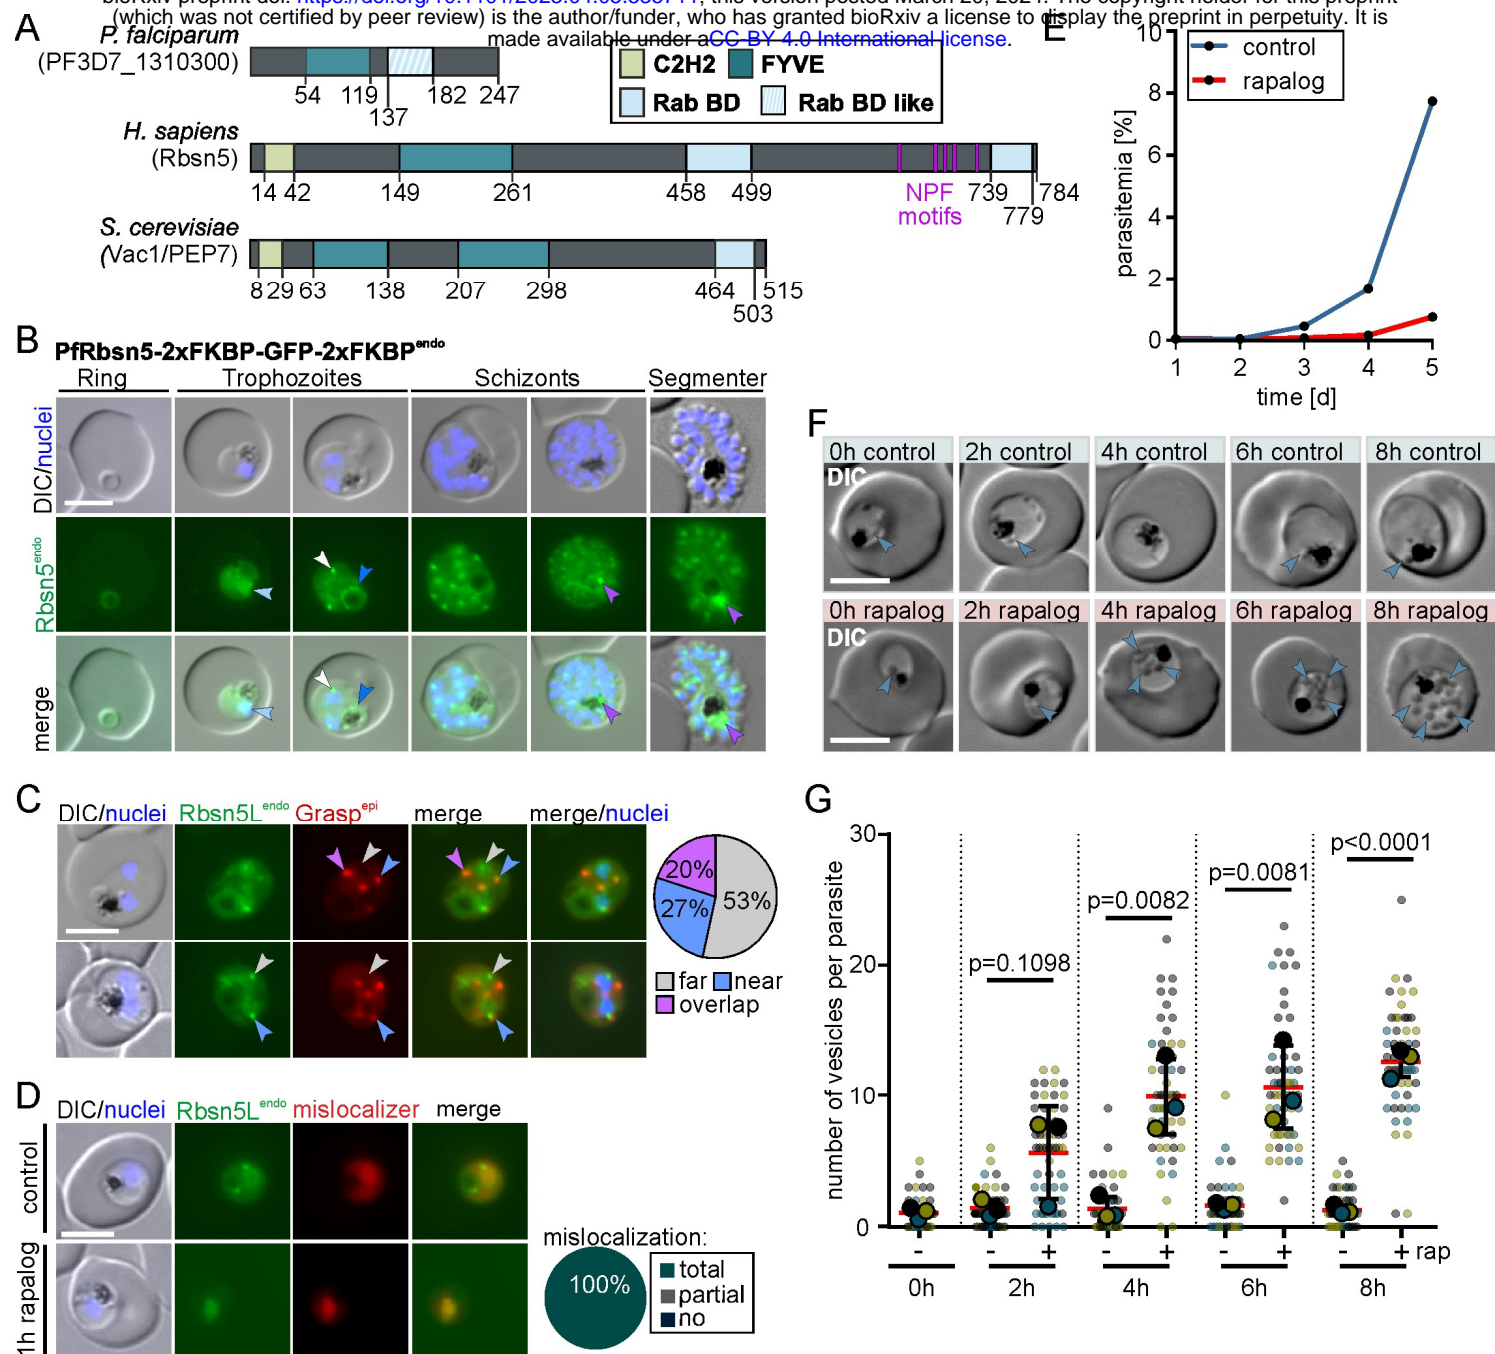 (which was not certified by peer review) is the author/funder, who has granted bioRxiv a license to display the preprint in perpetuity. It is
made available under aCC-BY 4.0 International license.
A
P. falciparum
(PF3D7_1310300)
54 119 137 182 247
C2H2 FYVE
Rab BD Rab BD like
H. sapiens
(Rbsn5)
14 42 149 261 458 499 NPF motifs 739 779 784
S. cerevisiae
(Vac1/PEP7)
8 29 63 138 207 298 464 503 515
B
PfRbsn5-2xFKBP-GFP-2xFKBPendo
Ring Trophozoites Schizonts Segmenter
DIC/nuclei
Rbsn5endo
merge
C
DIC/nuclei Rbsn5Lendo Graspepi merge merge/nuclei
20%
27% 53%
far near
overlap
D
DIC/nuclei Rbsn5Lendo mislocalizer merge
control
1h rapalog
mislocalization:
100%
total
partial
no
E
control
rapalog
parasitemia [%]
10
8
6
4
2
0
1 2 3 4 5
time [d]
F
0h control 2h control 4h control 6h control 8h control
DIC
0h rapalog 2h rapalog 4h rapalog 6h rapalog 8h rapalog
DIC
G
number of vesicles per parasite
30
20
10
0
p=0.1098
p=0.0082
p=0.0081
p<0.0001
- - + - + - + - + rap
0h 2h 4h 6h 8h